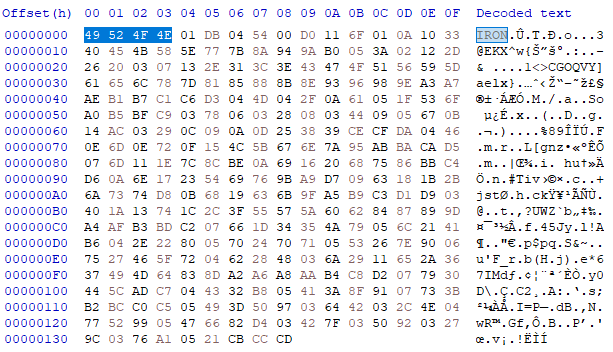 Offset(h) 00 01 02 03 04 05 06 07 08 09 0A 0B 0C 0D 0E 0F Decoded text
00000000 49 52 4F 4E 01 DB 04 54 00 D0 11 6F 01 0A 10 33 IRON.Û.T.Ð.o...3
00000010 40 45 4B 58 5E 77 7B 8A 94 9A B0 05 3A 02 12 2D @EKX^w{Š”š°.:..-
00000020 26 20 03 07 13 2E 31 3C 3E 43 47 4F 51 56 59 5D & ....1<>CGOQVY]
00000030 61 65 6C 78 7D 81 85 88 8B 8E 93 96 98 9E A3 A7 aelx}.…ˆ‹Ž“–˜ž£§
00000040 AE B1 B7 C1 C6 D3 04 4D 04 2F 0A 61 05 1F 53 6F ®±·ÁÆÓ.M./.a..So
00000050 A0 B5 BF C9 03 78 06 03 28 08 03 44 09 05 67 0B  µ¿É.x..(..D..g.
00000060 14 AC 03 29 0C 09 0A 0D 25 38 39 CE CF DA 04 46 .¬.)....%89ÎÏÚ.F
00000070 0E 6D 0E 72 0F 15 4C 5B 67 6E 7A 95 AB BA CA D5 .m.r..L[gnz•«ºÊÕ
00000080 07 6D 11 1E 7C 8C BE 0A 69 16 20 68 75 86 BB C4 .m..|Œ¾.i. hu†»Ä
00000090 D6 0A 6E 17 23 54 69 76 9B A9 D7 09 63 18 1B 2B Ö.n.#Tiv›©×.c..+
000000A0 6A 73 74 D8 0B 68 19 63 6B 9F A5 B9 C3 D1 D9 03 jstØ.h.ckŸ¥¹ÃÑÙ.
000000B0 40 1A 13 74 1C 2C 3F 55 57 5A 60 62 84 87 89 9D @..t.,?UWZ`b„‡‰.
000000C0 A4 AF B3 BD C2 07 66 1D 34 35 4A 79 05 6C 21 41 ¤¯³½Â.f.45Jy.l!A
000000D0 B6 04 2E 22 80 05 70 24 70 71 05 53 26 7E 90 06 ¶.."€.p$pq.S&~..
000000E0 75 27 46 5F 72 04 62 28 48 03 6A 29 11 65 2A 36 u'F_r.b(H.j).e*6
000000F0 37 49 4D 64 83 8D A2 A6 A8 AA B4 C8 D2 07 79 30 7IMdƒ.¢¦¨ª´ÈÒ.y0
00000100 44 5C AD C7 04 43 32 B8 05 41 3A 8F 91 07 73 3B D\.Ç.C2¸.A:.‘.s;
00000110 B2 BC C0 C5 05 49 3D 50 97 03 64 42 03 2C 4E 04 ²¼ÀÅ.I=P—.dB.,N.
00000120 77 52 99 05 47 66 82 D4 03 42 7F 03 50 92 03 27 wR™.Gf‚Ô.B..P’.'
00000130 9C 03 76 A1 05 21 CB CC CD œ.v¡.!ËÌÍ